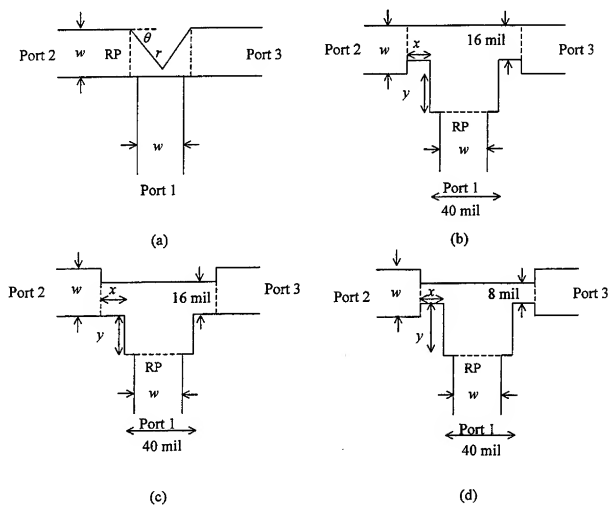 Port 2
w
RP
θ
r
Port 3
w
Port 1
(a)
Port 2
w
x
16 mil
Port 3
y
RP
w
Port 1
40 mil
(b)
Port 2
w
x
16 mil
Port 3
y
RP
w
Port 1
40 mil
(c)
Port 2
w
x
8 mil
Port 3
y
RP
w
Port 1
40 mil
(d)